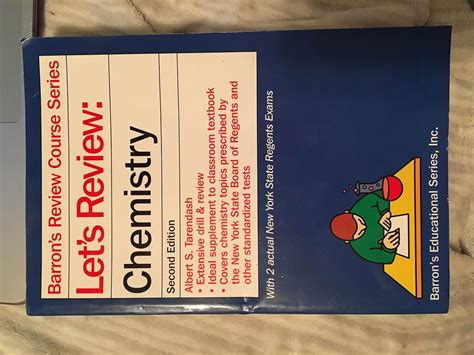 Barron's Review Course Series
Let's Review:
Chemistry
Second Edition
Albert S. Tarendash
• Extensive drill & review
• Ideal supplement to classroom textbook
• Covers chemistry topics prescribed by
the New York State Board of Regents and
other standardized tests
With 2 actual New York State Regents Exams
Barron's Educational Series, Inc.